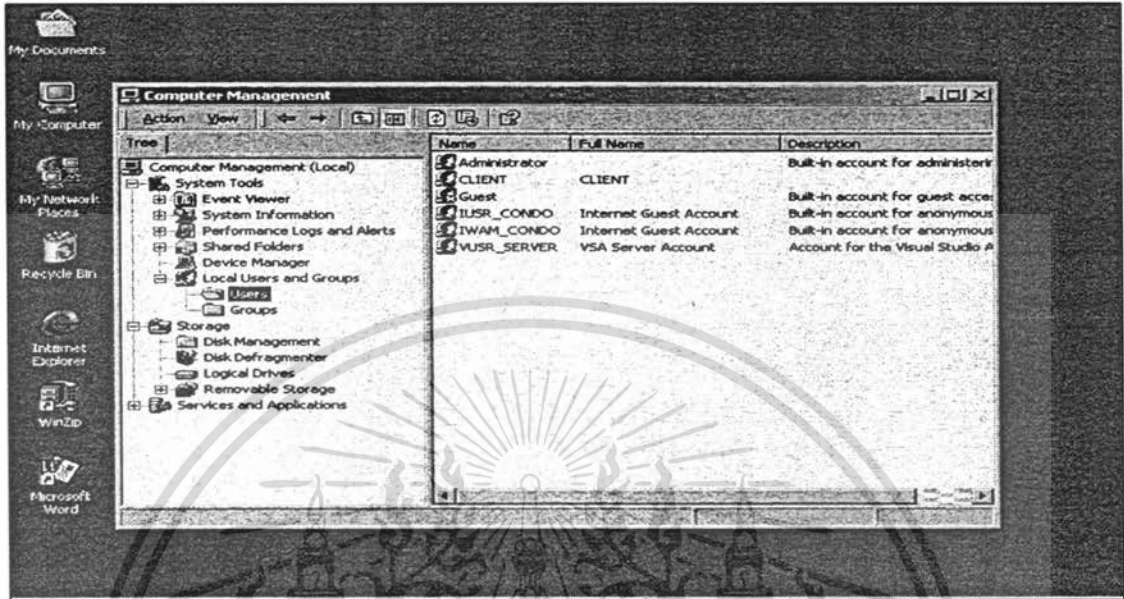 My Documents
My Computer
My Network
Places
Recycle Bin
Internet
Explorer
WinZip
Microsoft
Word
Computer Management
Action View
Tree
Computer Management (Local)
System Tools
Event Viewer
System Information
Performance Logs and Alerts
Shared Folders
Device Manager
Local Users and Groups
Users
Groups
Storage
Disk Management
Disk Defragmenter
Logical Drives
Removable Storage
Services and Applications
Name Full Name Description
Administrator Built-in account for administerin
CLIENT CLIENT
Guest Built-in account for guest acces
IUSR_CONDO Internet Guest Account Built-in account for anonymous
IWAM_CONDO Internet Guest Account Built-in account for anonymous
VUSR_SERVER VSA Server Account Account for the Visual Studio A